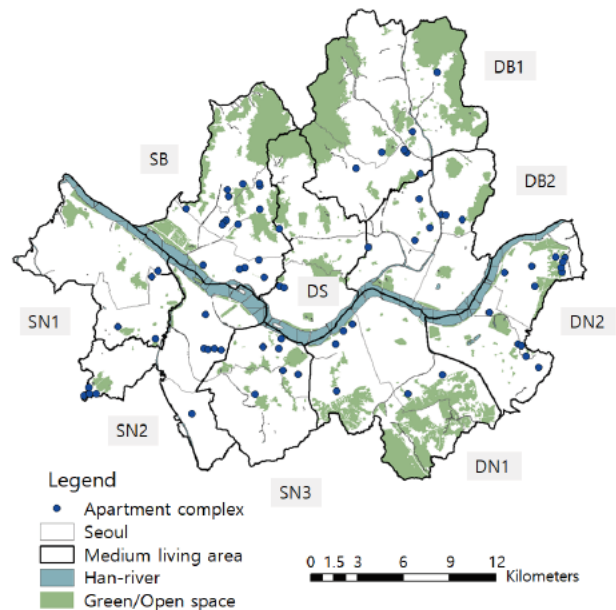 DB1
SB
DB2
DS
SN1
DN2
SN2
DN1
SN3
Legend
Apartment complex
Seoul
Medium living area
Han-river
Green/Open space
0 1.5 3 6 9 12
Kilometers